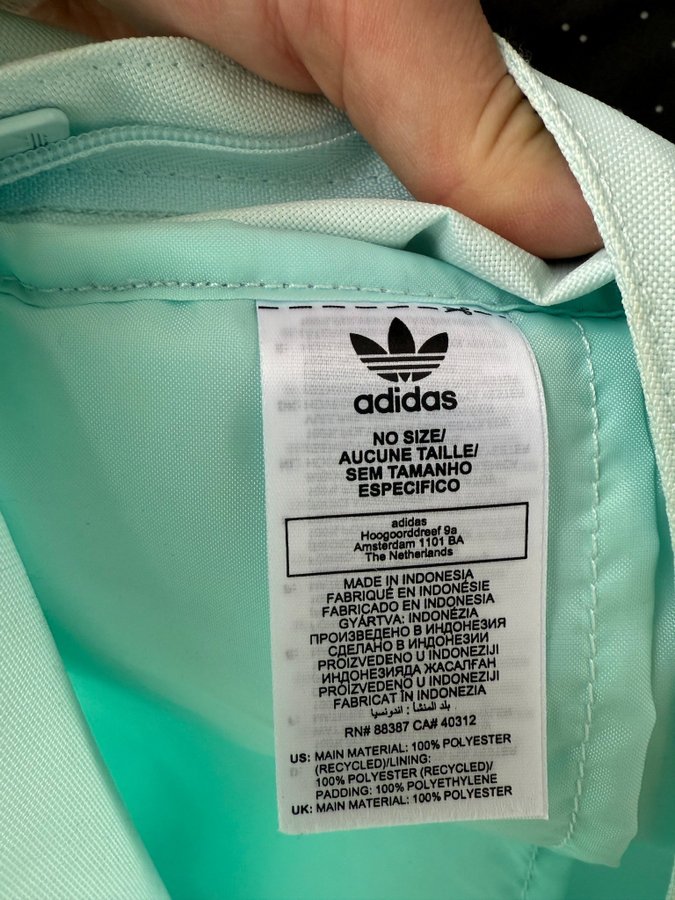 adidas
NO SIZE/
AUCUNE TAILLE/
SEM TAMANHO
ESPECIFICO
adidas
Hoogoorddreef 9a
Amsterdam 1101 BA
The Netherlands
MADE IN INDONESIA
FABRIQUÉ EN INDONÉSIE
FABRICADO EN INDONESIA
GYÁRTVA: INDONÉZIA
ПРОИЗВЕДЕНО В ИНДОНЕЗИЯ
СДЕЛАНО В ИНДОНЕЗИИ
PROIZVEDENO U INDONEZIJI
ИНДОНЕЗИЯДА ЖАСАЛҒАН
PROIZVEDENO U INDONEZIJI
FABRICAT ÎN INDONEZIA
بلد المنشأ : اندونسيا
RN# 88387 CA# 40312
US: MAIN MATERIAL: 100% POLYESTER
(RECYCLED)/LINING:
100% POLYESTER (RECYCLED)/
PADDING: 100% POLYETHYLENE
UK: MAIN MATERIAL: 100% POLYESTER